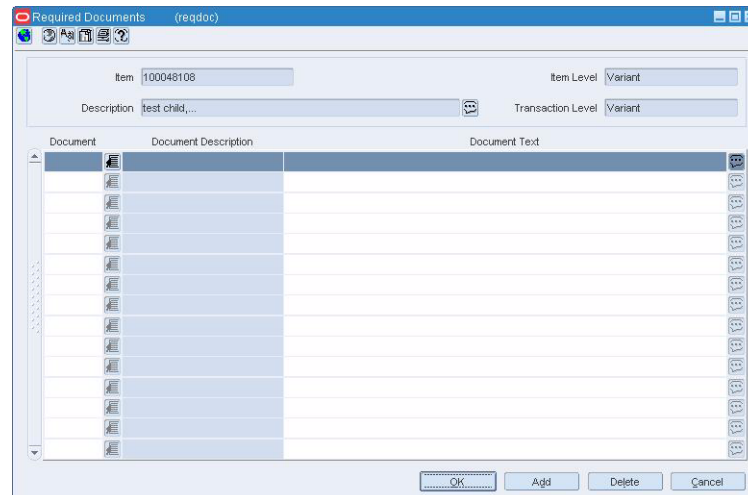 Required Documents (reqdoc)
Item 100048108 Item Level Variant
Description test child,... Transaction Level Variant
Document Document Description Document Text
OK Add Delete Cancel